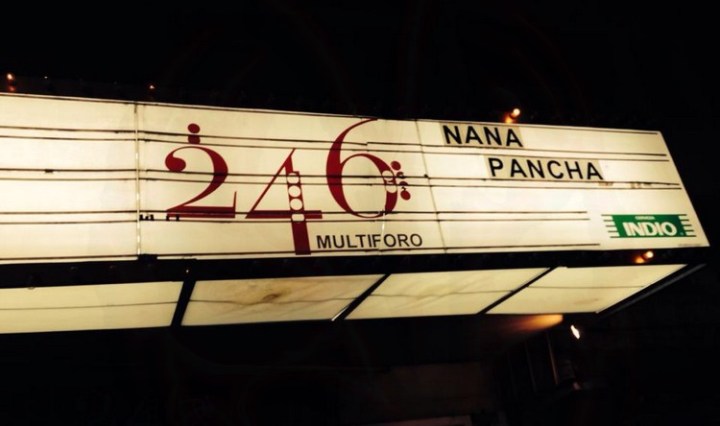 246
MULTIFORO
NANA
PANCHA
INDIO